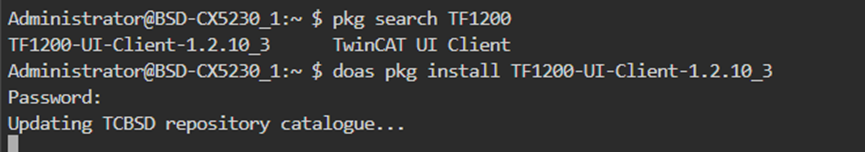 Administrator@BSD-CX5230_1:~ $ pkg search TF1200
TF1200-UI-Client-1.2.10_3      TwinCAT UI Client
Administrator@BSD-CX5230_1:~ $ doas pkg install TF1200-UI-Client-1.2.10_3
Password:
Updating TCBSD repository catalogue...